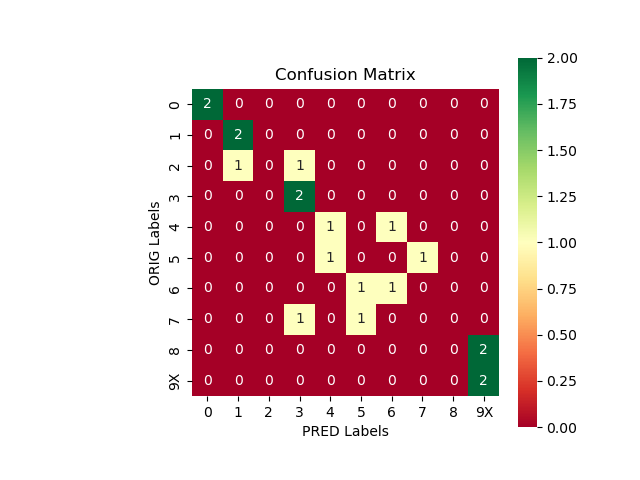 Confusion Matrix
ORIG Labels
0 2 0 0 0 0 0 0 0 0 0
1 0 2 0 0 0 0 0 0 0 0
2 0 1 0 1 0 0 0 0 0 0
3 0 0 0 2 0 0 0 0 0 0
4 0 0 0 0 1 0 1 0 0 0
5 0 0 0 0 1 0 0 1 0 0
6 0 0 0 0 0 1 1 0 0 0
7 0 0 0 1 0 1 0 0 0 0
8 0 0 0 0 0 0 0 0 0 2
9X 0 0 0 0 0 0 0 0 0 2
0 1 2 3 4 5 6 7 8 9X
PRED Labels
2.00
1.75
1.50
1.25
1.00
0.75
0.50
0.25
0.00